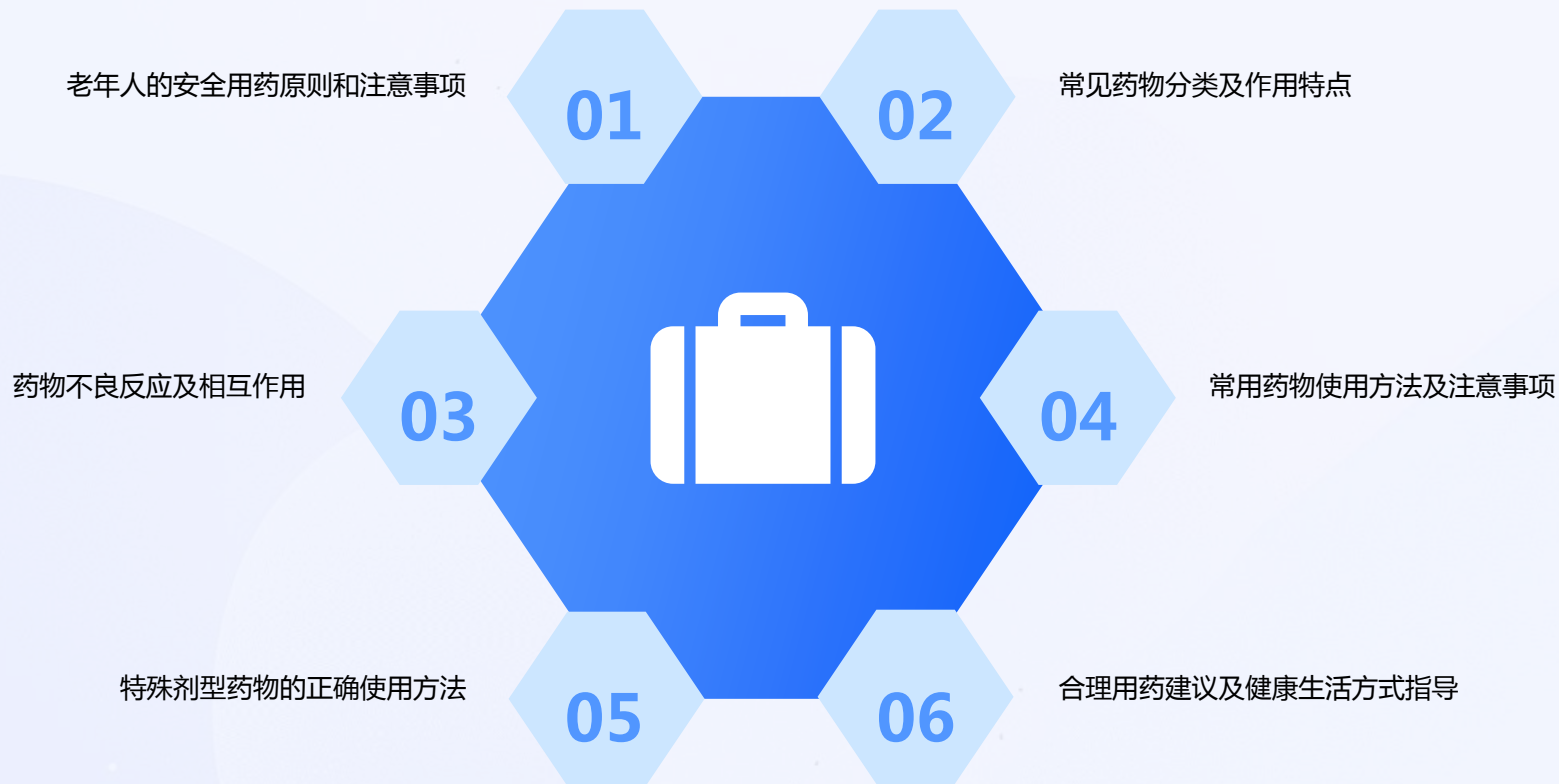 老年人的安全用药原则和注意事项
01
02
常见药物分类及作用特点
药物不良反应及相互作用
03
04
常用药物使用方法及注意事项
特殊剂型药物的正确使用方法
05
06
合理用药建议及健康生活方式指导